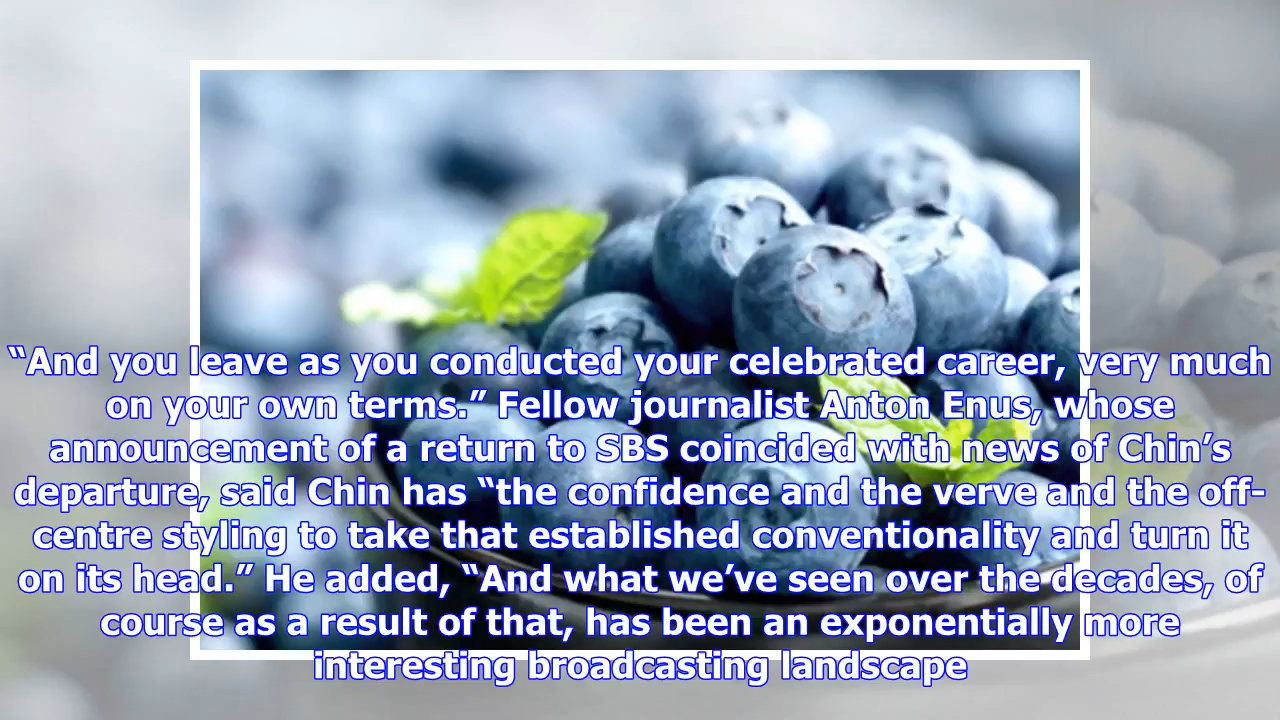 “And you leave as you conducted your celebrated career, very much
on your own terms.” Fellow journalist Anton Enus, whose
announcement of a return to SBS coincided with news of Chin’s
departure, said Chin has “the confidence and the verve and the off-
centre styling to take that established conventionality and turn it
on its head.” He added, “And what we’ve seen over the decades, of
course as a result of that, has been an exponentially more
interesting broadcasting landscape